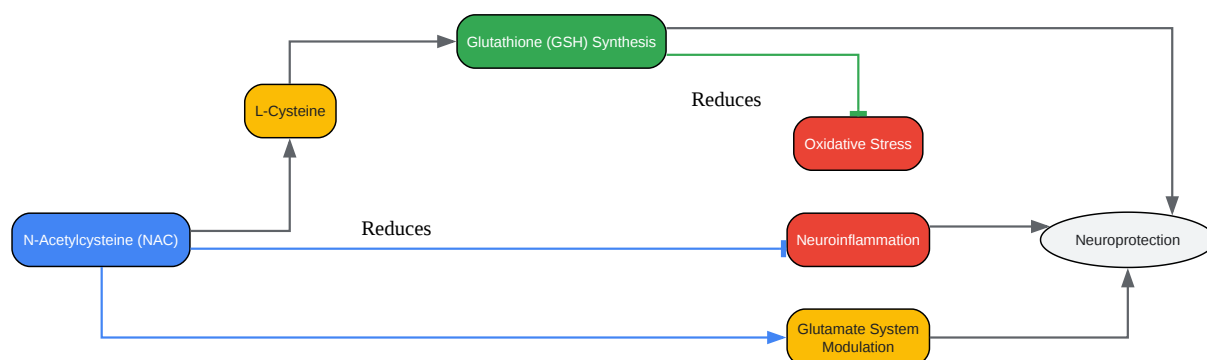 Glutathione (GSH) Synthesis
Reduces
L-Cysteine
Oxidative Stress
Reduces
N-Acetylcysteine (NAC)
Neuroinflammation
Neuroprotection
Glutamate System
Modulation